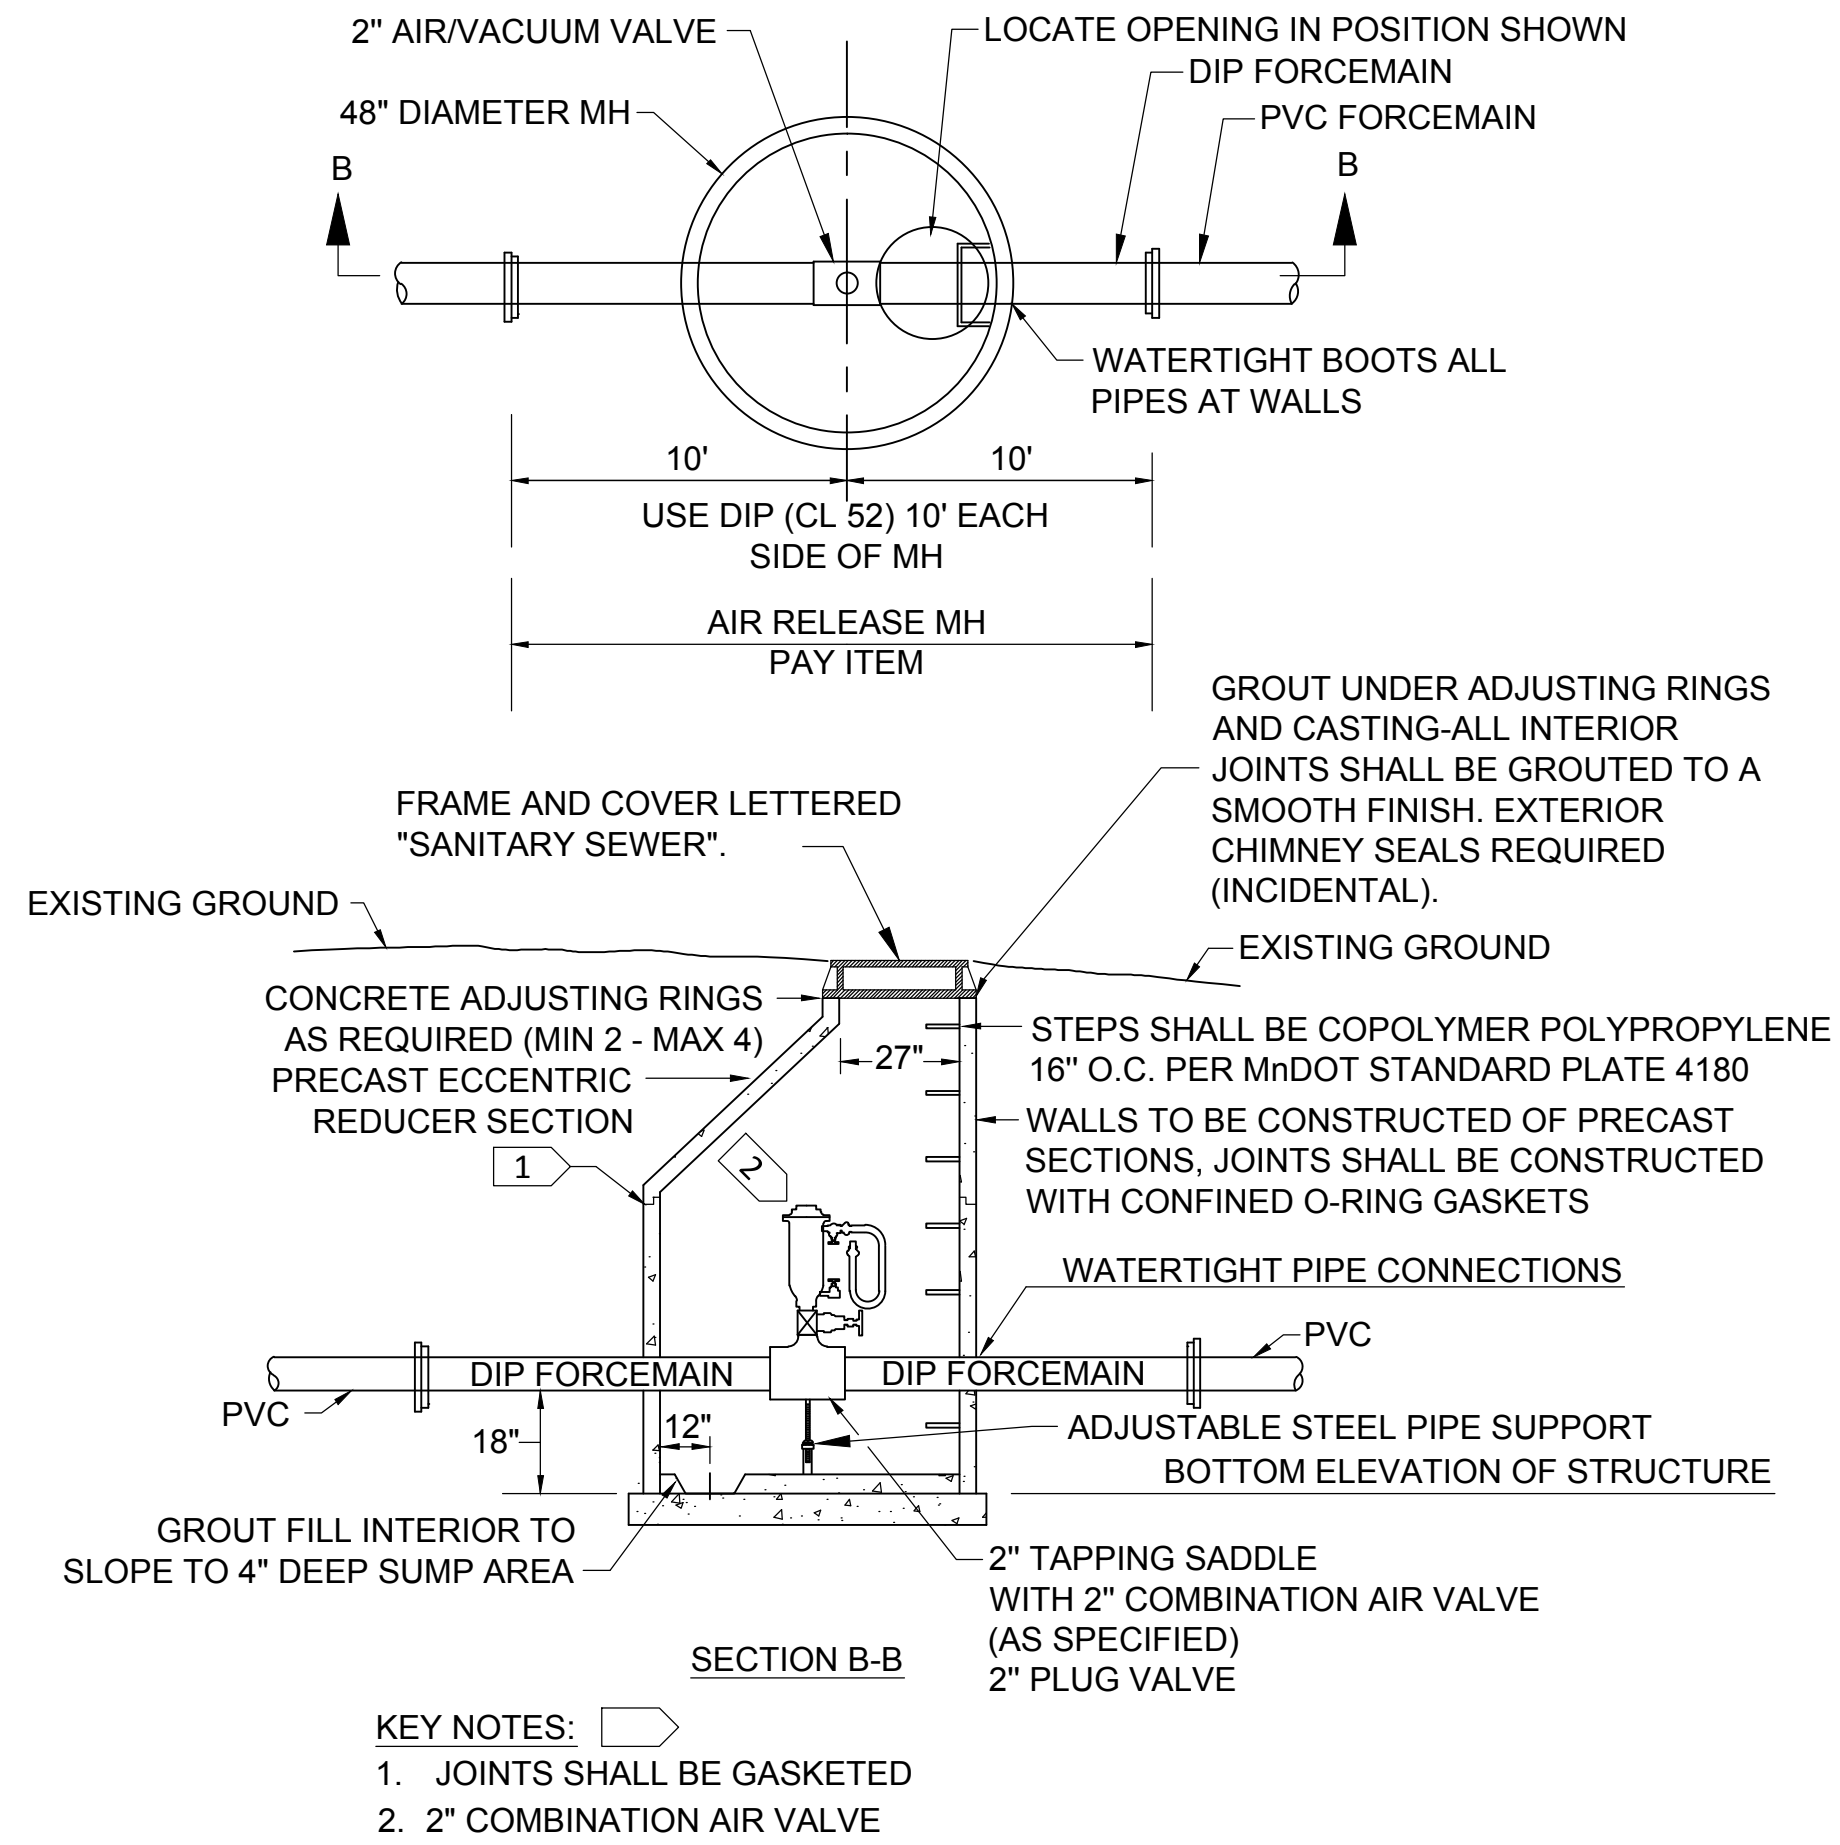 2" AIR/VACUUM VALVE
LOCATE OPENING IN POSITION SHOWN
DIP FORCEMAIN
48" DIAMETER MH
PVC FORCEMAIN
B
B
WATERTIGHT BOOTS ALL
PIPES AT WALLS
10'
10'
USE DIP (CL 52) 10' EACH
SIDE OF MH
AIR RELEASE MH
PAY ITEM
GROUT UNDER ADJUSTING RINGS
AND CASTING-ALL INTERIOR
JOINTS SHALL BE GROUTED TO A
SMOOTH FINISH. EXTERIOR
CHIMNEY SEALS REQUIRED
(INCIDENTAL).
FRAME AND COVER LETTERED
"SANITARY SEWER".
EXISTING GROUND
EXISTING GROUND
CONCRETE ADJUSTING RINGS
AS REQUIRED (MIN 2 - MAX 4)
PRECAST ECCENTRIC
REDUCER SECTION
27"
STEPS SHALL BE COPOLYMER POLYPROPYLENE
16" O.C. PER MnDOT STANDARD PLATE 4180
WALLS TO BE CONSTRUCTED OF PRECAST
SECTIONS, JOINTS SHALL BE CONSTRUCTED
WITH CONFINED O-RING GASKETS
1
2
WATERTIGHT PIPE CONNECTIONS
PVC
DIP FORCEMAIN
DIP FORCEMAIN
PVC
18"
12"
ADJUSTABLE STEEL PIPE SUPPORT
BOTTOM ELEVATION OF STRUCTURE
GROUT FILL INTERIOR TO
SLOPE TO 4" DEEP SUMP AREA
2" TAPPING SADDLE
WITH 2" COMBINATION AIR VALVE
(AS SPECIFIED)
2" PLUG VALVE
SECTION B-B
KEY NOTES:
1. JOINTS SHALL BE GASKETED
2. 2" COMBINATION AIR VALVE